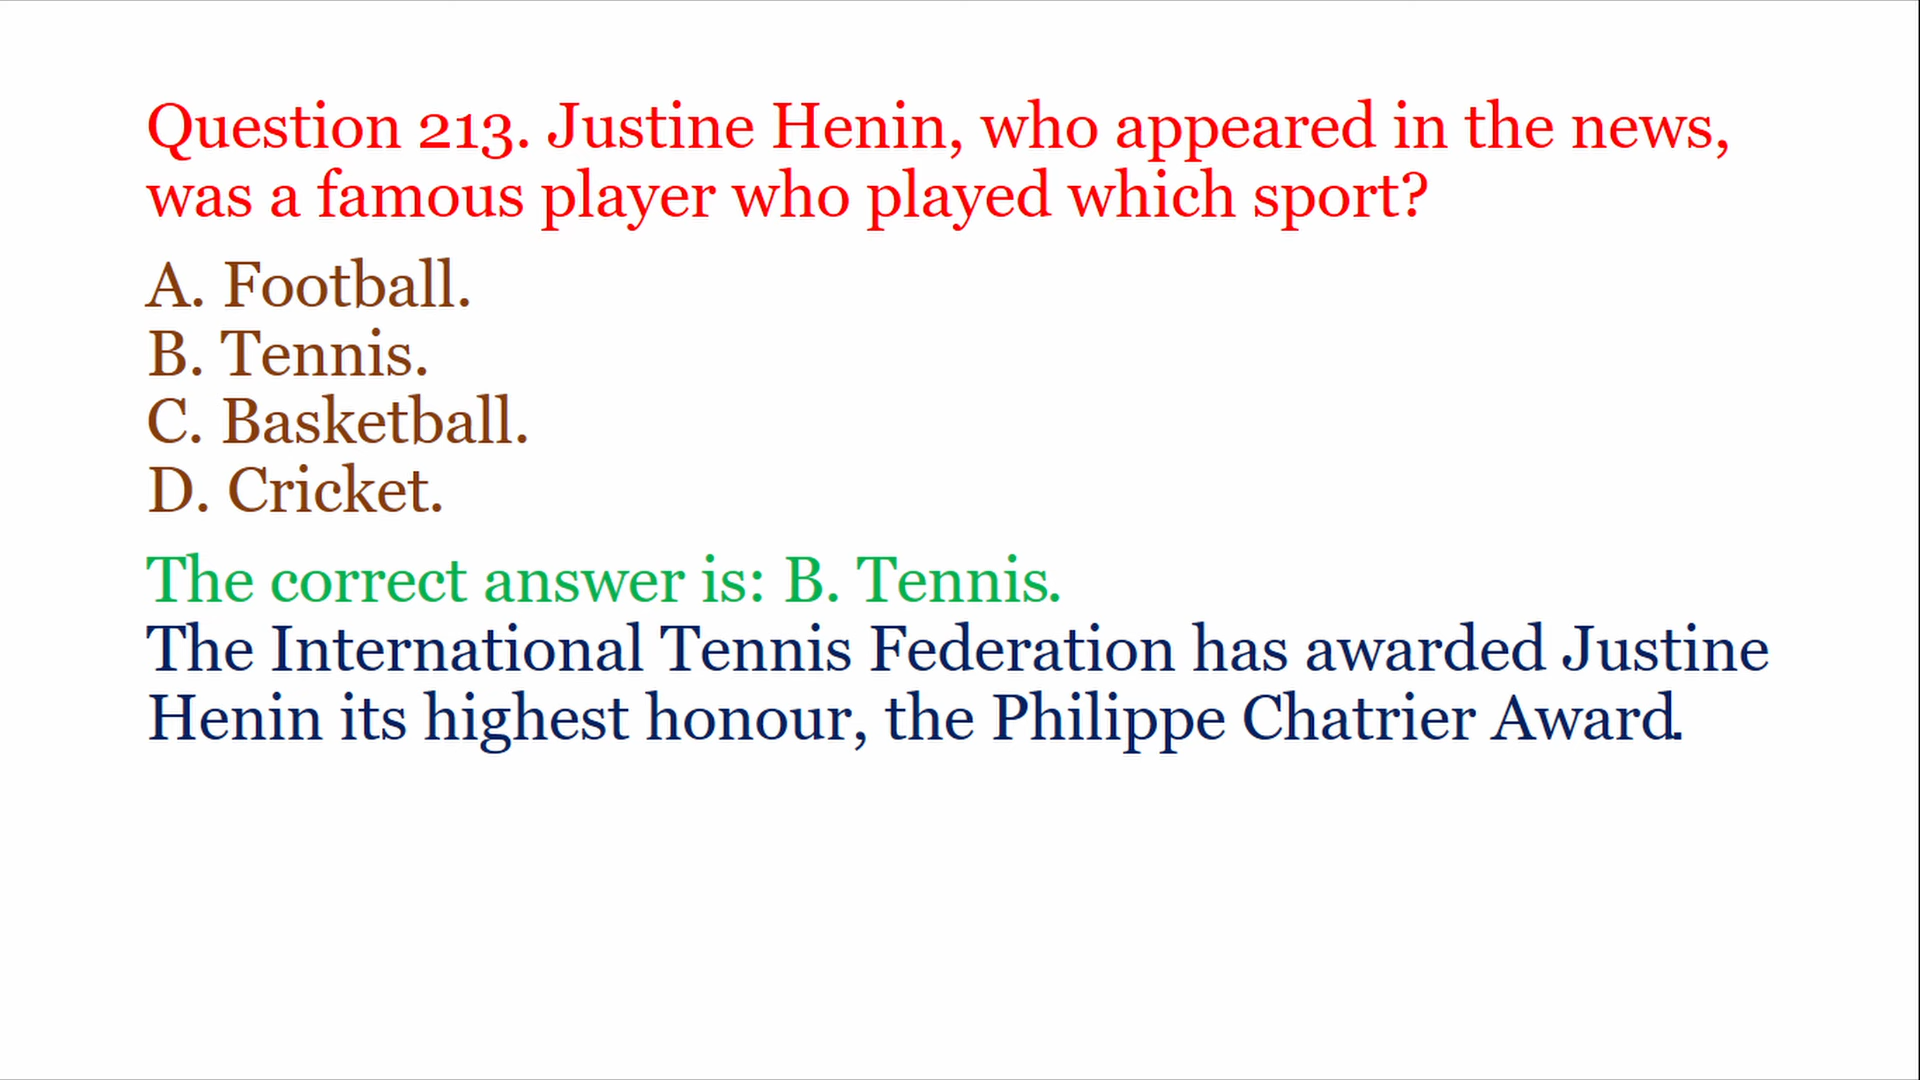 Question 213. Justine Henin, who appeared in the news,
was a famous player who played which sport?
A. Football.
B. Tennis.
C. Basketball.
D. Cricket.
The correct answer is: B. Tennis.
The International Tennis Federation has awarded Justine
Henin its highest honour, the Philippe Chatrier Award.